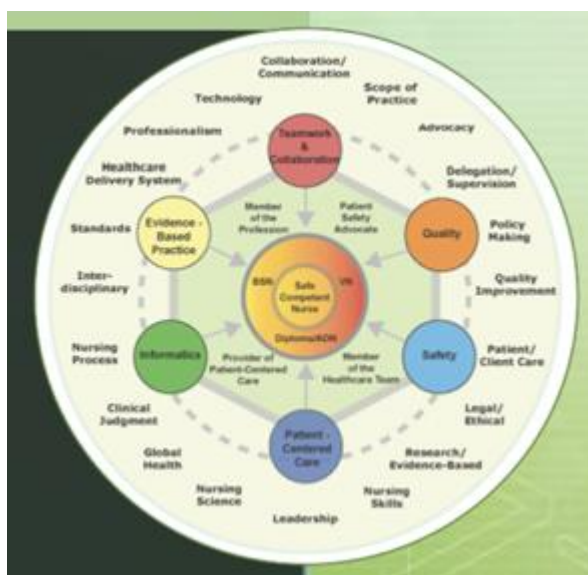 Collaboration/
Communication
Technology
Scope of
Practice
Professionalism
Teamwork
&
Collaboration
Advocacy
Healthcare
Delivery System
Delegation/
Supervision
Member
of the
Profession
Patient
Safety
Advocate
Standards
Evidence -
Based
Practice
Quality
Policy
Making
Inter-
disciplinary
BSN
Safe
Competent
Nurse
VN
Quality
Improvement
Diploma/ADN
Nursing
Process
Informatics
Provider of
Patient-Centered
Care
Member
of the
Healthcare Team
Safety
Patient/
Client Care
Clinical
Judgment
Legal/
Ethical
Patient -
Centered
Care
Global
Health
Research/
Evidence-Based
Nursing
Science
Nursing
Skills
Leadership